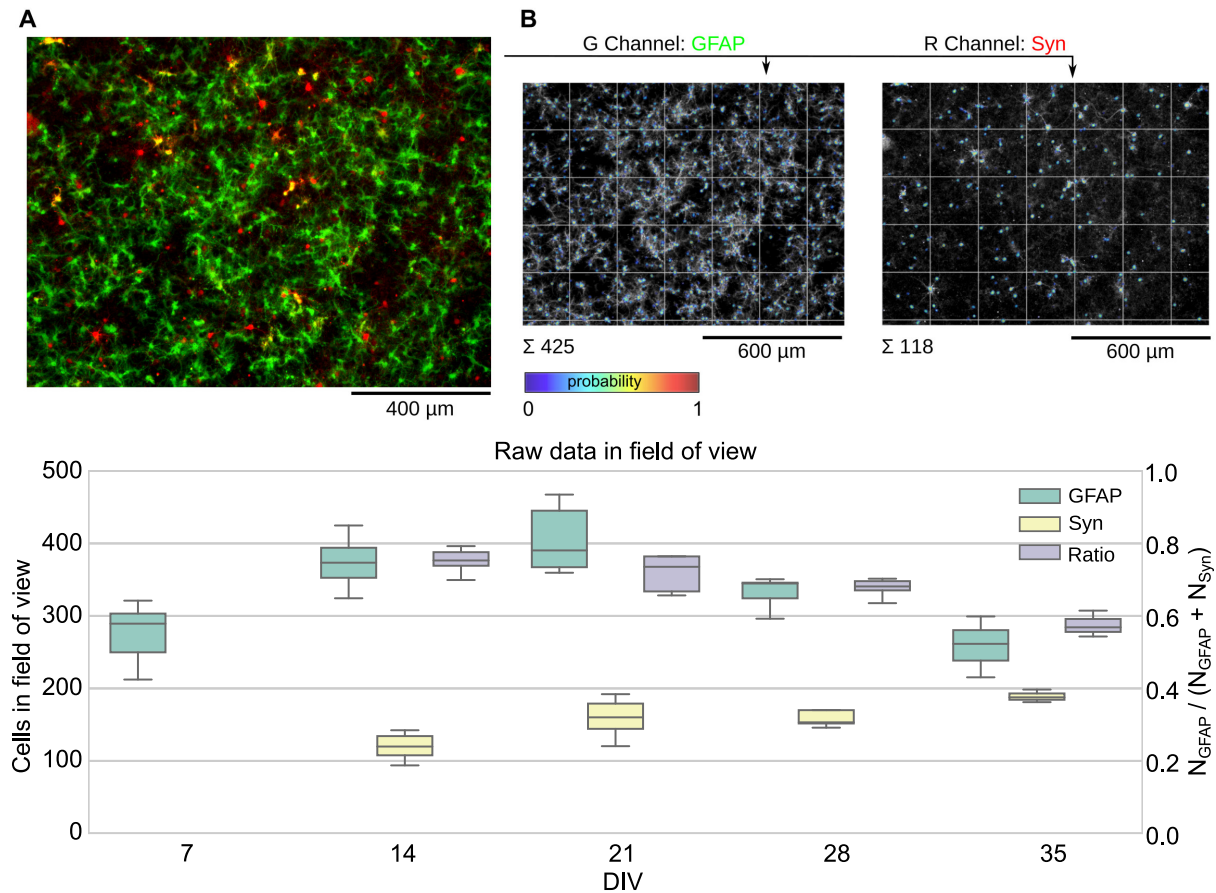 A
B
G Channel: GFAP
R Channel: Syn
Σ 425
600 µm
Σ 118
600 µm
probability
0
1
400 µm
Raw data in field of view
500
400
300
200
100
0
Cells in field of view
GFAP
Syn
Ratio
1.0
0.8
0.6
0.4
0.2
0.0
N_GFAP / (N_GFAP + N_Syn)
7
14
21
28
35
DIV